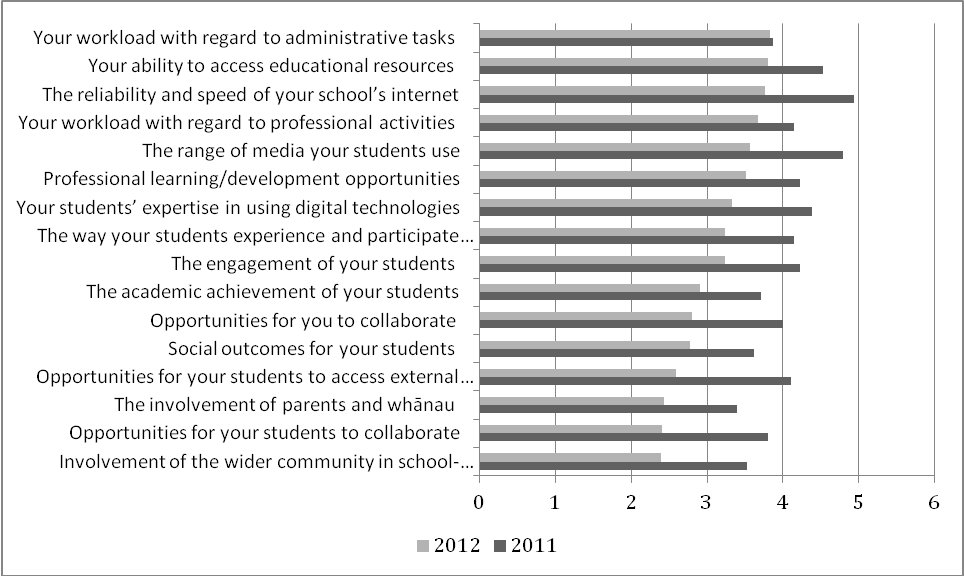 Your workload with regard to administrative tasks
Your ability to access educational resources
The reliability and speed of your school’s internet
Your workload with regard to professional activities
The range of media your students use
Professional learning/development opportunities
Your students’ expertise in using digital technologies
The way your students experience and participate…
The engagement of your students
The academic achievement of your students
Opportunities for you to collaborate
Social outcomes for your students
Opportunities for your students to access external…
The involvement of parents and whānau
Opportunities for your students to collaborate
Involvement of the wider community in school-…
0 1 2 3 4 5 6
2012 2011